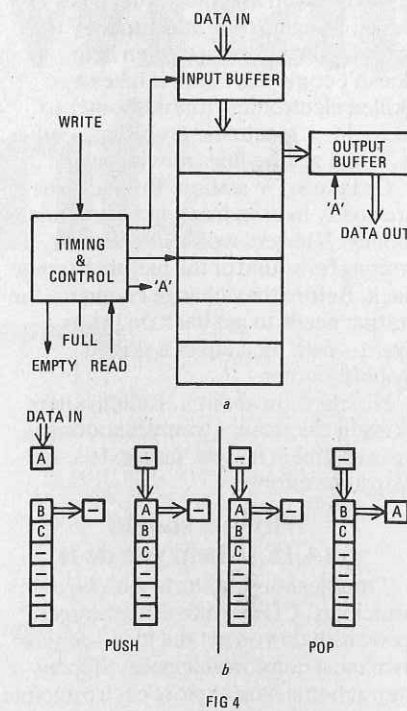 DATA IN
INPUT BUFFER
WRITE
OUTPUT
BUFFER
TIMING
&
CONTROL
'A'
'A'
DATA OUT
FULL
EMPTY READ
a
DATA IN
A – – –
B – A – A – B A
C B B C
– C C –
– – – –
– – – –
– – – –
PUSH POP
b
FIG 4